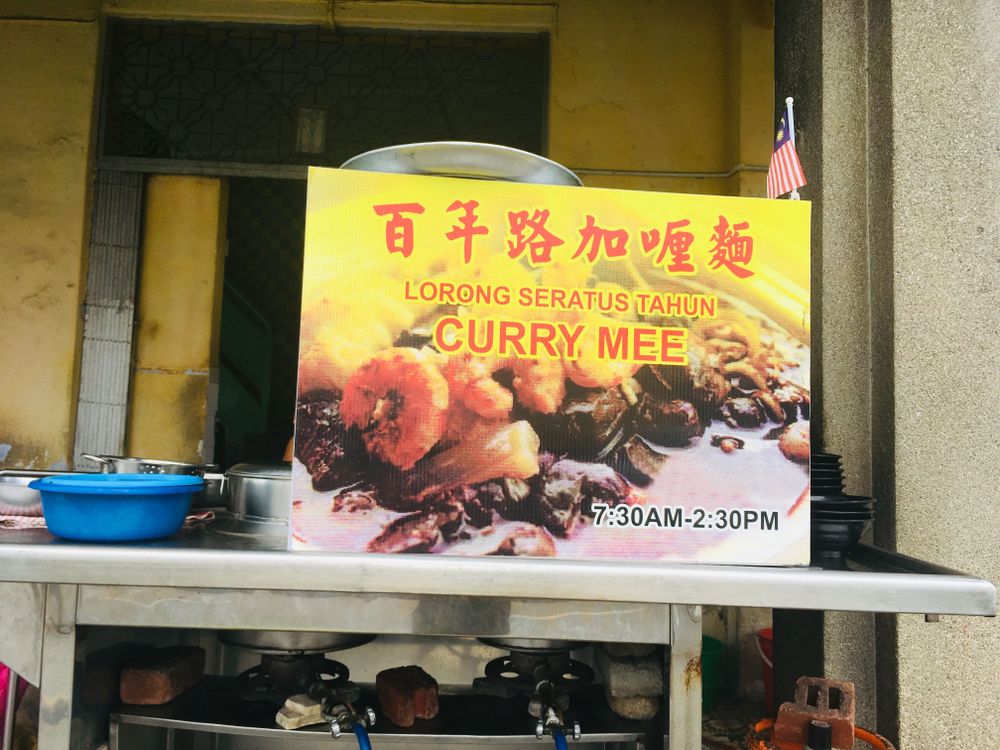 百年路加喱麵
LORONG SERATUS TAHUN
CURRY MEE
7:30AM-2:30PM